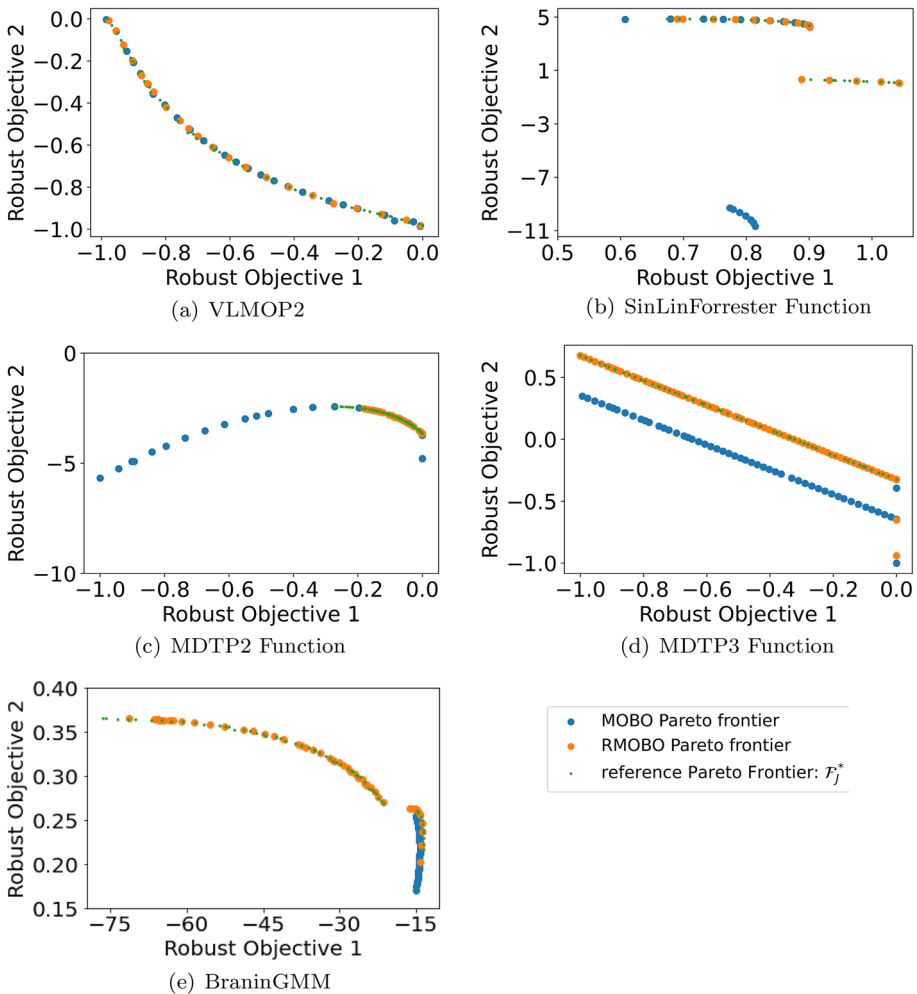 0.0
−0.2
−0.4
−0.6
−0.8
−1.0
Robust Objective 2
−1.0 −0.8 −0.6 −0.4 −0.2 0.0
Robust Objective 1
(a) VLMOP2
5
1
−3
−7
−11
Robust Objective 2
0.5 0.6 0.7 0.8 0.9 1.0
Robust Objective 1
(b) SinLinForrester Function
0
−5
−10
Robust Objective 2
−1.0 −0.8 −0.6 −0.4 −0.2 0.0
Robust Objective 1
(c) MDTP2 Function
0.5
0.0
−0.5
−1.0
Robust Objective 2
−1.0 −0.8 −0.6 −0.4 −0.2 0.0
Robust Objective 1
(d) MDTP3 Function
0.40
0.35
0.30
0.25
0.20
0.15
Robust Objective 2
−75 −60 −45 −30 −15
Robust Objective 1
(e) BraninGMM
MOBO Pareto frontier
RMOBO Pareto frontier
reference Pareto Frontier: ℱ*J